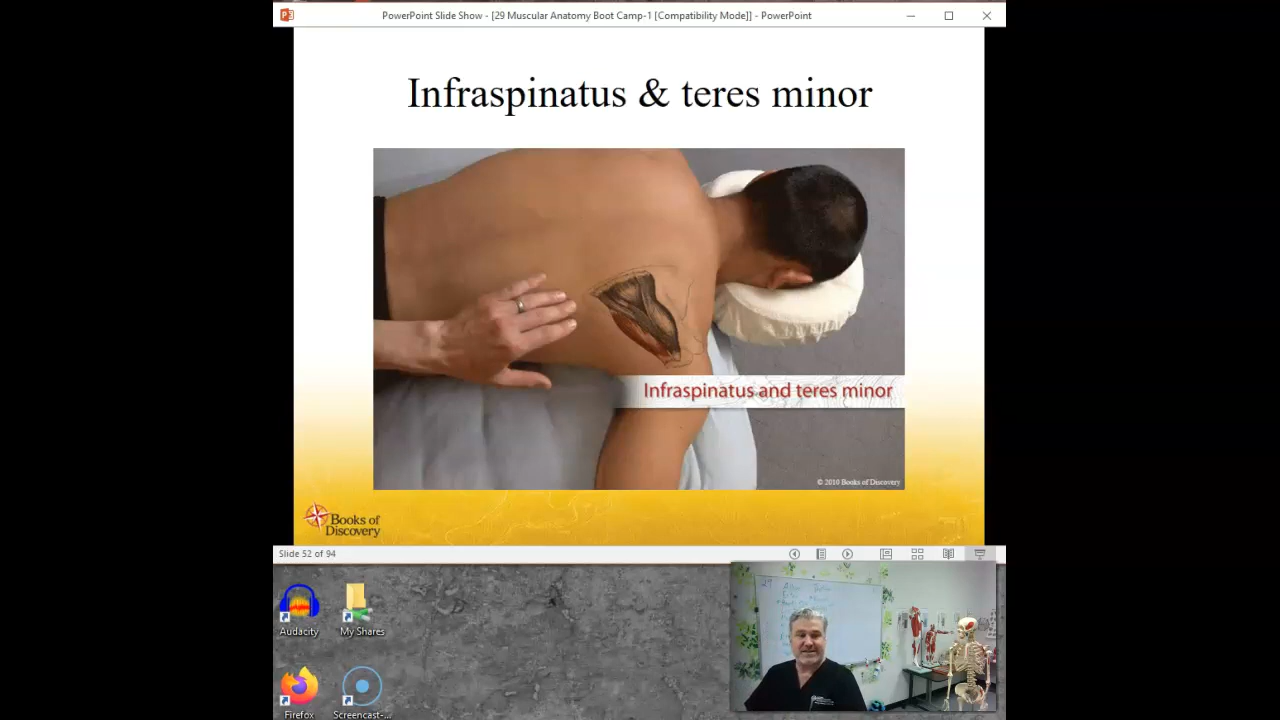 PowerPoint Slide Show - [29 Muscular Anatomy Boot Camp-1 [Compatibility Mode]] - PowerPoint
Infraspinatus & teres minor
Infraspinatus and teres minor
© 2010 Books of Discovery
Books of
Discovery
Slide 52 of 94
Audacity
My Shares
Firefox
Screencast-...